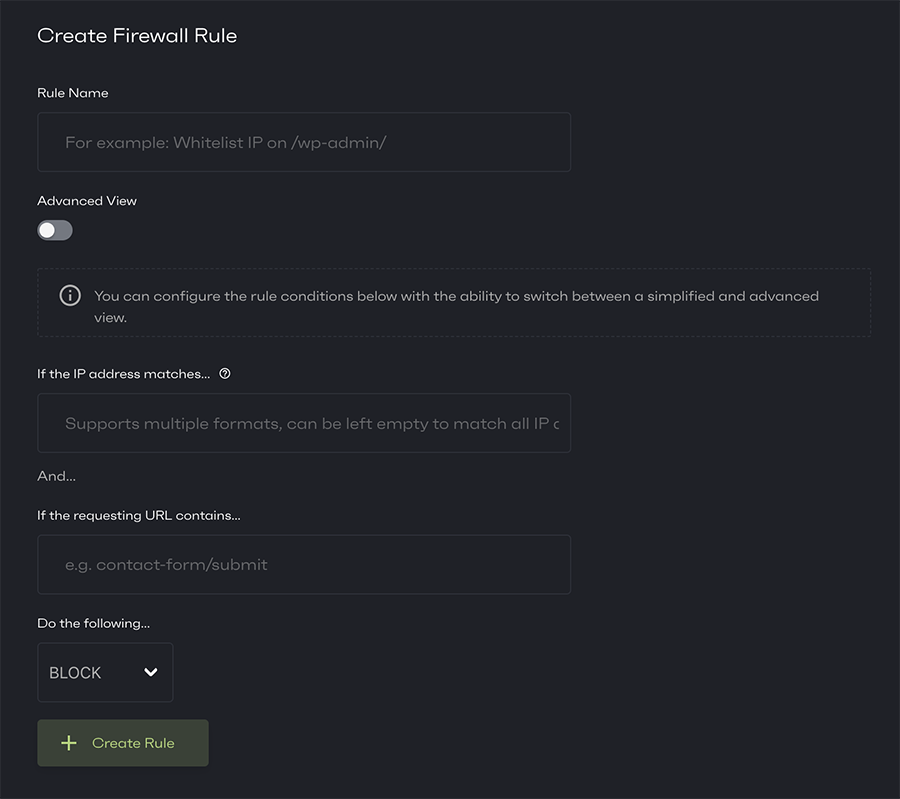 Create Firewall Rule
Rule Name
For example: Whitelist IP on /wp-admin/
Advanced View
You can configure the rule conditions below with the ability to switch between a simplified and advanced
view.
If the IP address matches...
Supports multiple formats, can be left empty to match all IP
And...
If the requesting URL contains...
e.g. contact-form/submit
Do the following...
BLOCK
Create Rule